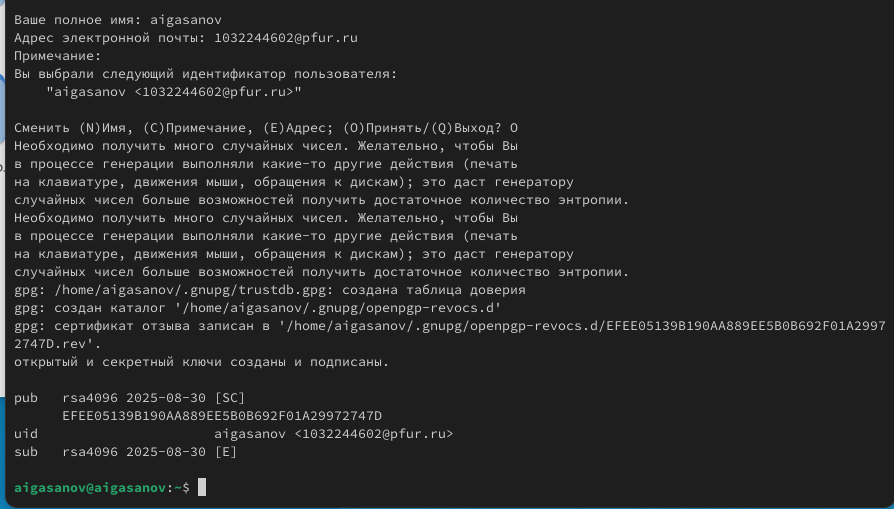 Ваше полное имя: aigasanov
Адрес электронной почты: 1032244602@pfur.ru
Примечание:
Вы выбрали следующий идентификатор пользователя:
    "aigasanov <1032244602@pfur.ru>"

Сменить (N)Имя, (C)Примечание, (E)Адрес; (O)Принять/(Q)Выход? O
Необходимо получить много случайных чисел. Желательно, чтобы Вы
в процессе генерации выполняли какие-то другие действия (печать
на клавиатуре, движения мыши, обращения к дискам); это даст генератору
случайных чисел больше возможностей получить достаточное количество энтропии.
Необходимо получить много случайных чисел. Желательно, чтобы Вы
в процессе генерации выполняли какие-то другие действия (печать
на клавиатуре, движения мыши, обращения к дискам); это даст генератору
случайных чисел больше возможностей получить достаточное количество энтропии.
gpg: /home/aigasanov/.gnupg/trustdb.gpg: создана таблица доверия
gpg: создан каталог '/home/aigasanov/.gnupg/openpgp-revocs.d'
gpg: сертификат отзыва записан в '/home/aigasanov/.gnupg/openpgp-revocs.d/EFEE05139B190AA889EE5B0B692F01A2997
2747D.rev'.
открытый и секретный ключи созданы и подписаны.

pub   rsa4096 2025-08-30 [SC]
      EFEE05139B190AA889EE5B0B692F01A29972747D
uid                      aigasanov <1032244602@pfur.ru>
sub   rsa4096 2025-08-30 [E]

aigasanov@aigasanov:~$